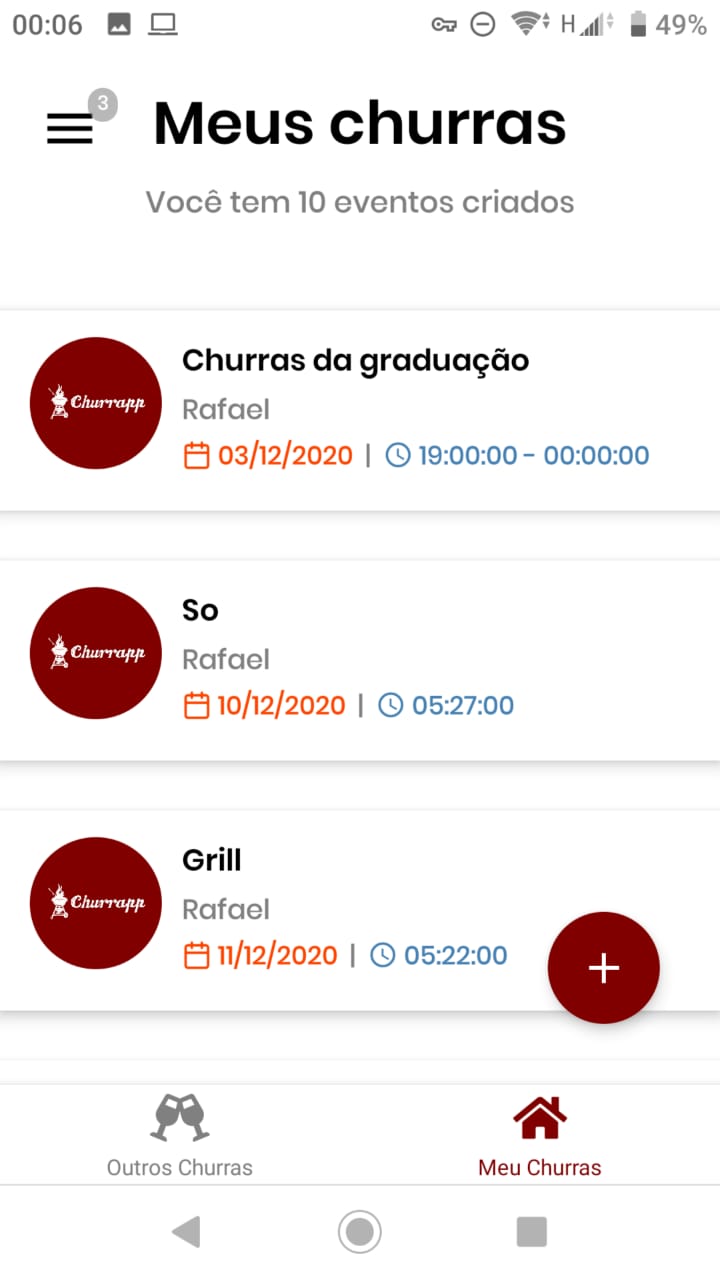 00:06 H 49%
3
Meus churras
Você tem 10 eventos criados
Churras da graduação
Churrapp
Rafael
03/12/2020 | 19:00:00 - 00:00:00
So
Churrapp
Rafael
10/12/2020 | 05:27:00
Grill
Churrapp
Rafael
11/12/2020 | 05:22:00
+
Outros Churras
Meu Churras